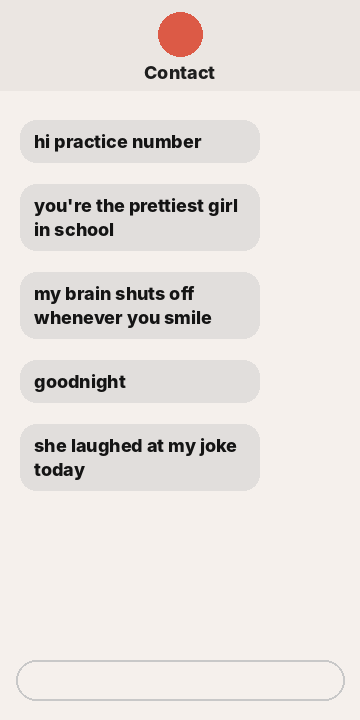 Contact
hi practice number
you're the prettiest girl
in school
my brain shuts off
whenever you smile
goodnight
she laughed at my joke
today